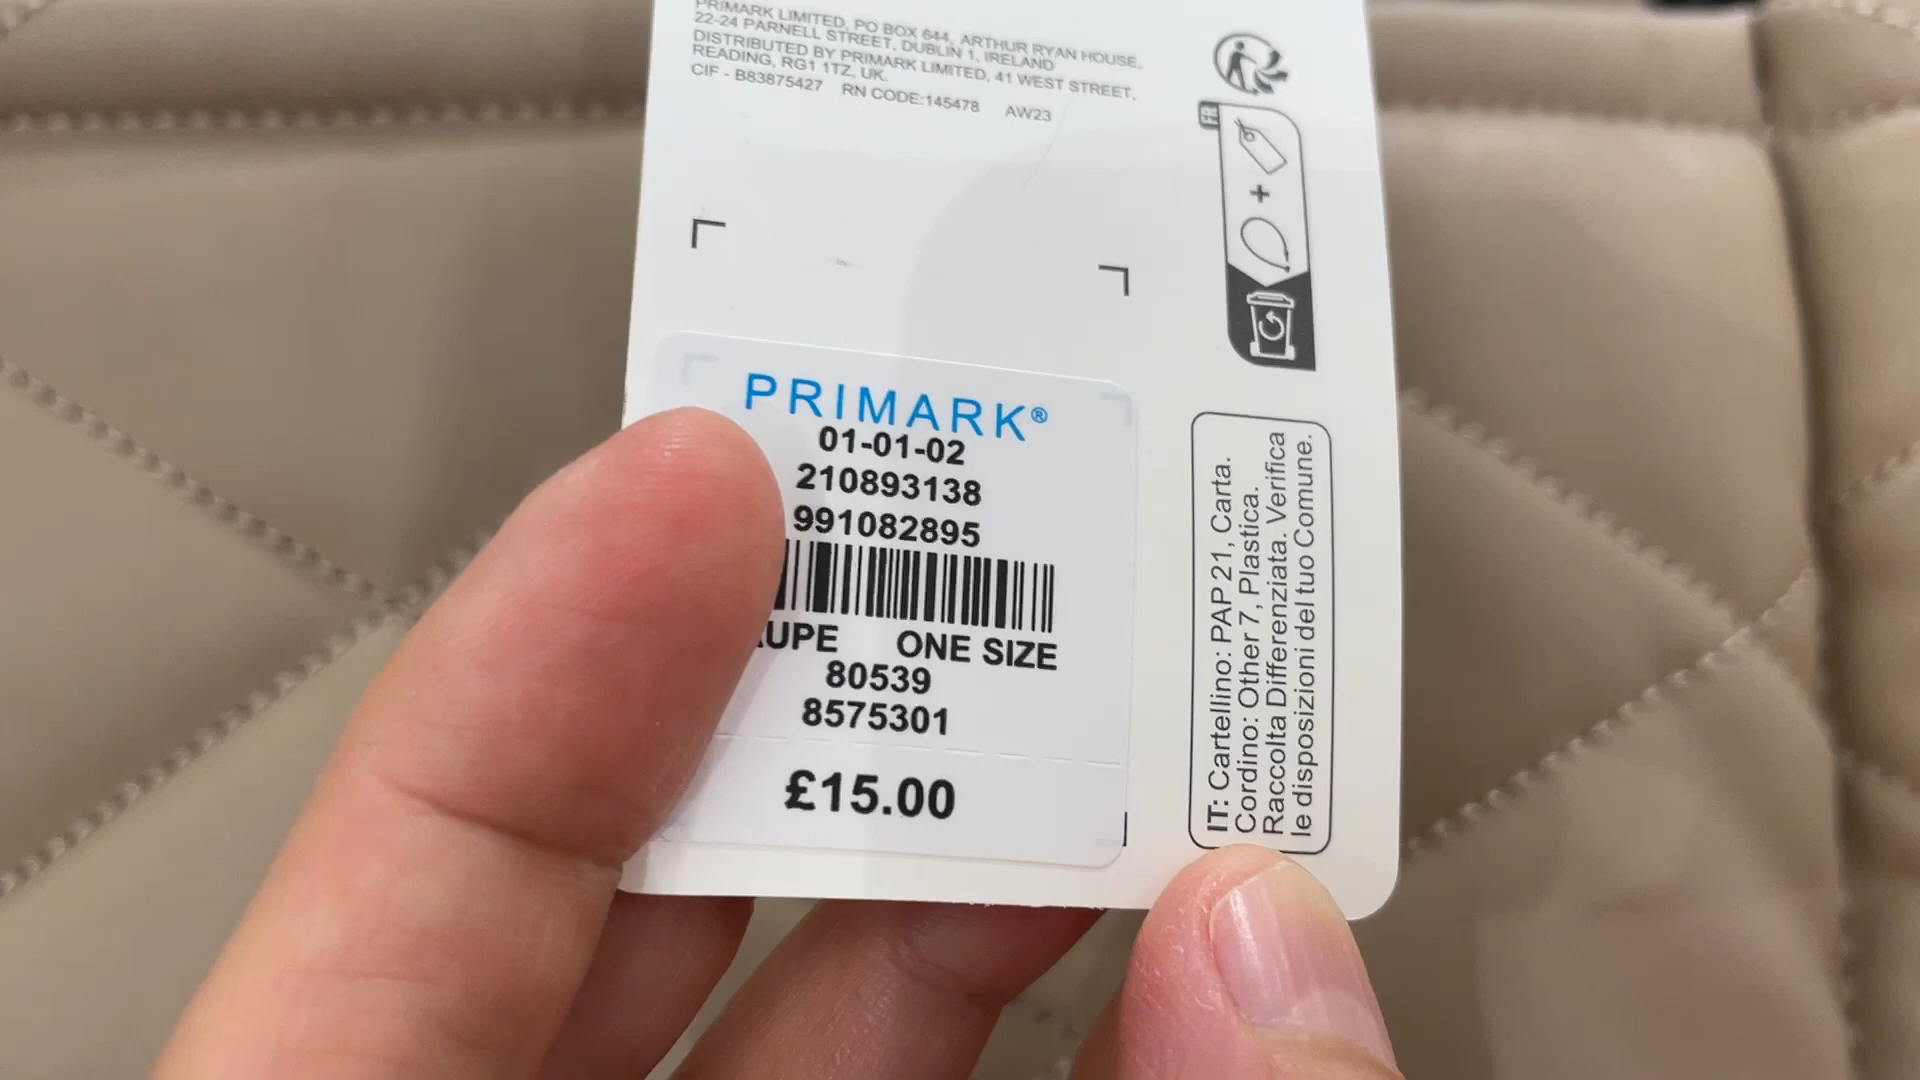 PRIMARK LIMITED, PO BOX 644, ARTHUR RYAN HOUSE,
22-24 PARNELL STREET, DUBLIN 1, IRELAND
DISTRIBUTED BY PRIMARK LIMITED, 41 WEST STREET,
READING, RG1 1TZ, UK.
CIF - B83875427 RN CODE:145478 AW23
FR
PRIMARK®
01-01-02
210893138
991082895
ONE SIZE
80539
8575301
£15.00
IT: Cartellino: PAP 21, Carta.
Cordino: Other 7, Plastica.
Raccolta Differenziata. Verifica
le disposizioni del tuo Comune.